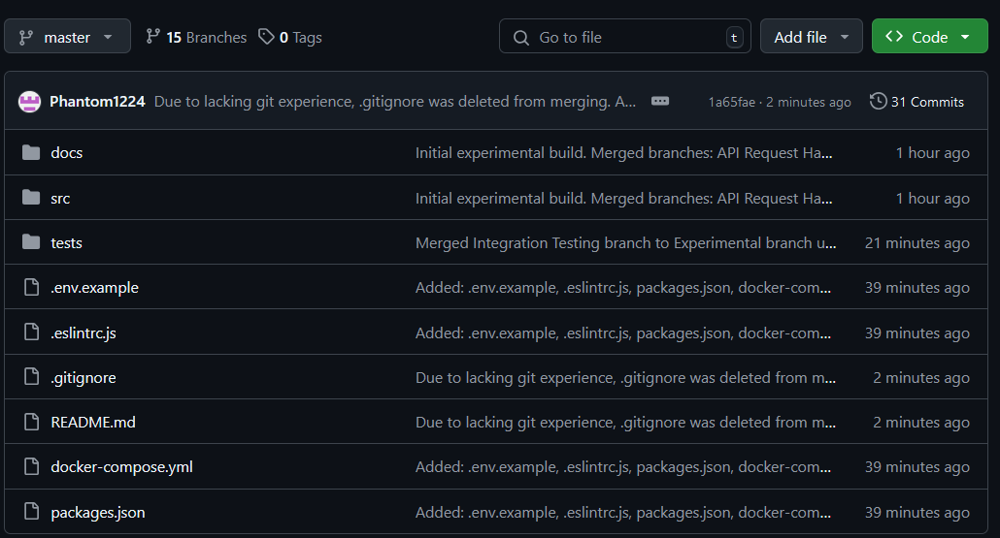 master 15 Branches 0 Tags Go to file t Add file Code
Phantom1224 Due to lacking git experience, .gitignore was deleted from merging. A... 1a65fae · 2 minutes ago 31 Commits
docs Initial experimental build. Merged branches: API Request Ha... 1 hour ago
src Initial experimental build. Merged branches: API Request Ha... 1 hour ago
tests Merged Integration Testing branch to Experimental branch u... 21 minutes ago
.env.example Added: .env.example, .eslintrc.js, packages.json, docker-com... 39 minutes ago
.eslintrc.js Added: .env.example, .eslintrc.js, packages.json, docker-com... 39 minutes ago
.gitignore Due to lacking git experience, .gitignore was deleted from m... 2 minutes ago
README.md Due to lacking git experience, .gitignore was deleted from m... 2 minutes ago
docker-compose.yml Added: .env.example, .eslintrc.js, packages.json, docker-com... 39 minutes ago
packages.json Added: .env.example, .eslintrc.js, packages.json, docker-com... 39 minutes ago